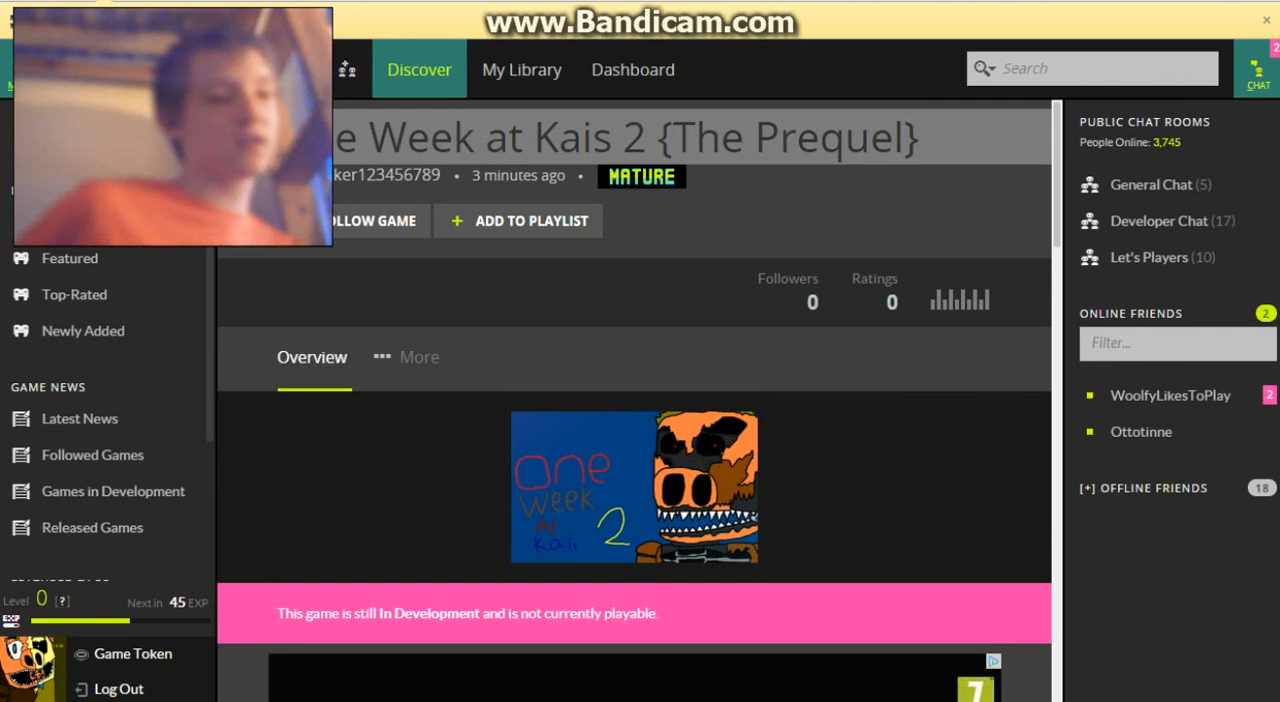 www.Bandicam.com
Discover
My Library
Dashboard
Search
2
CHAT
e Week at Kais 2 {The Prequel}
ker123456789 • 3 minutes ago •
MATURE
LLOW GAME
+ ADD TO PLAYLIST
Followers
0
Ratings
0
Overview
••• More
one
WEEK
At
Kali
2
This game is still In Development and is not currently playable.
7
Featured
Top-Rated
Newly Added
GAME NEWS
Latest News
Followed Games
Games in Development
Released Games
Level 0 [?]
Next in 45 EXP
EXP
Game Token
Log Out
PUBLIC CHAT ROOMS
People Online: 3,745
General Chat (5)
Developer Chat (17)
Let's Players (10)
ONLINE FRIENDS
2
Filter...
WoolfyLikesToPlay
2
Ottotinne
[+] OFFLINE FRIENDS
18